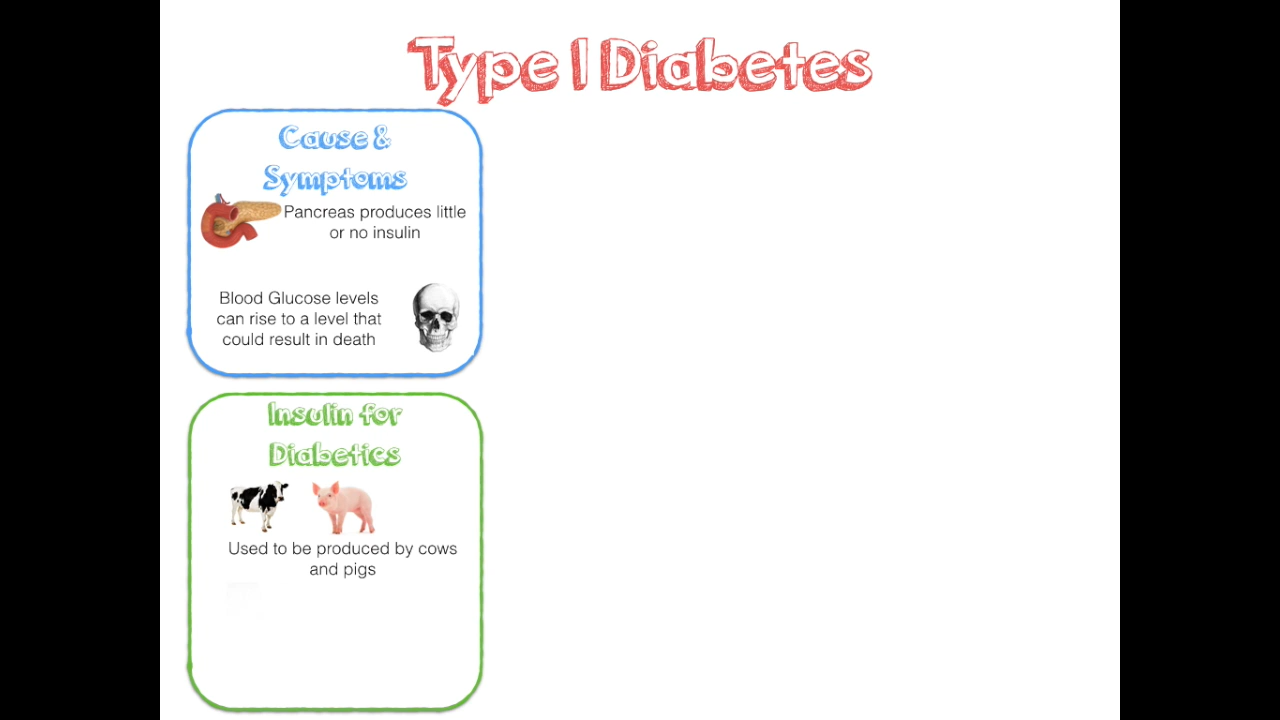 Type 1 Diabetes
Cause &
Symptoms
Pancreas produces little
or no insulin
Blood Glucose levels
can rise to a level that
could result in death
Insulin for
Diabetics
Used to be produced by cows
and pigs